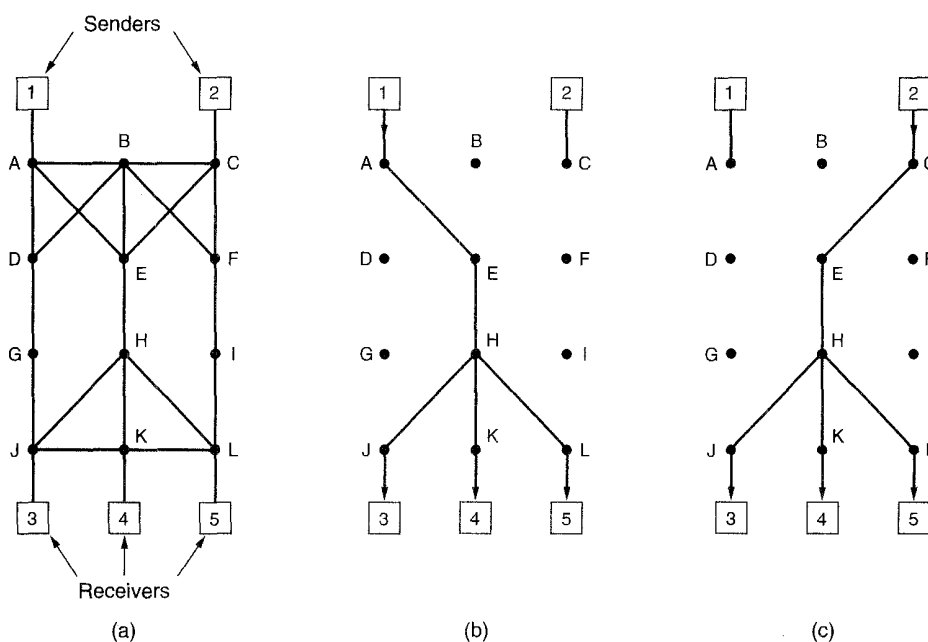 Senders
1 2 1 2 1 2
B
A C A B C A B
D E F D E F D E
G H I G H I G H
J K L J K L J K
3 4 5 3 4 5 3 4 5
Receivers
(a) (b) (c)